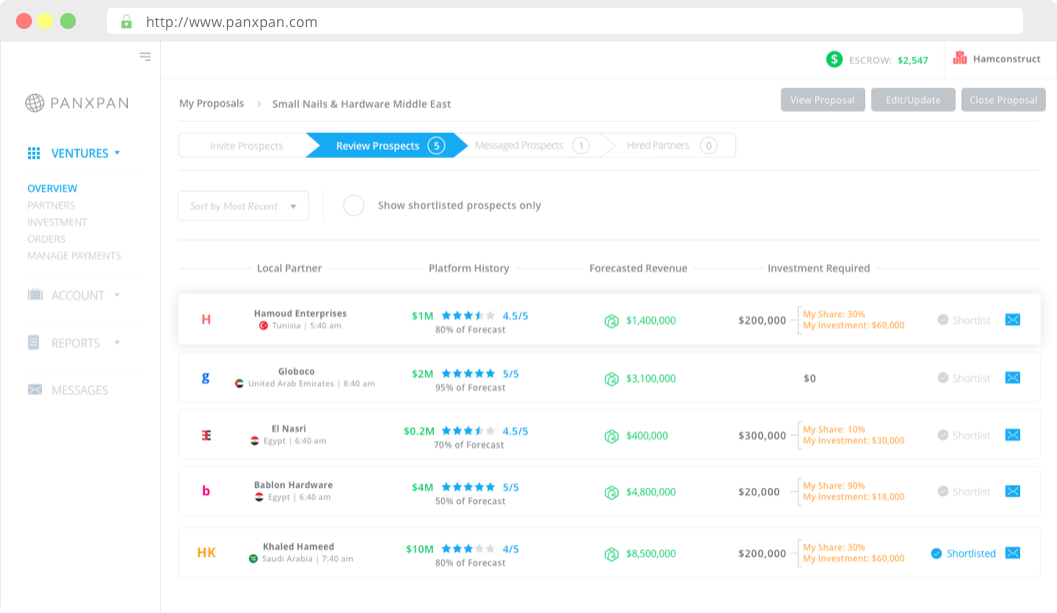 http://www.panxpan.com
$ ESCROW: $2,547 Hamconstruct
PANXPAN
My Proposals > Small Nails & Hardware Middle East
View Proposal Edit/Update Close Proposal
Invite Prospects Review Prospects 5 Messaged Prospects 1 Hired Partners 0
VENTURES
OVERVIEW
PARTNERS
INVESTMENT
ORDERS
MANAGE PAYMENTS
ACCOUNT
REPORTS
MESSAGES
Sort by Most Recent Show shortlisted prospects only
Local Partner Platform History Forecasted Revenue Investment Required
H Hamoud Enterprises
Tunisia | 5:40 am
$1M 4.5/5
80% of Forecast
$1,400,000
$200,000
My Share: 30%
My Investment: $60,000
Shortlist
g Globoco
United Arab Emirates | 8:40 am
$2M 5/5
95% of Forecast
$3,100,000
$0
Shortlist
E El Nasri
Egypt | 6:40 am
$0.2M 4.5/5
70% of Forecast
$400,000
$300,000
My Share: 10%
My Investment: $30,000
Shortlist
b Bablon Hardware
Egypt | 6:40 am
$4M 5/5
50% of Forecast
$4,800,000
$20,000
My Share: 90%
My Investment: $18,000
Shortlist
HK Khaled Hameed
Saudi Arabia | 7:40 am
$10M 4/5
80% of Forecast
$8,500,000
$200,000
My Share: 30%
My Investment: $60,000
Shortlisted